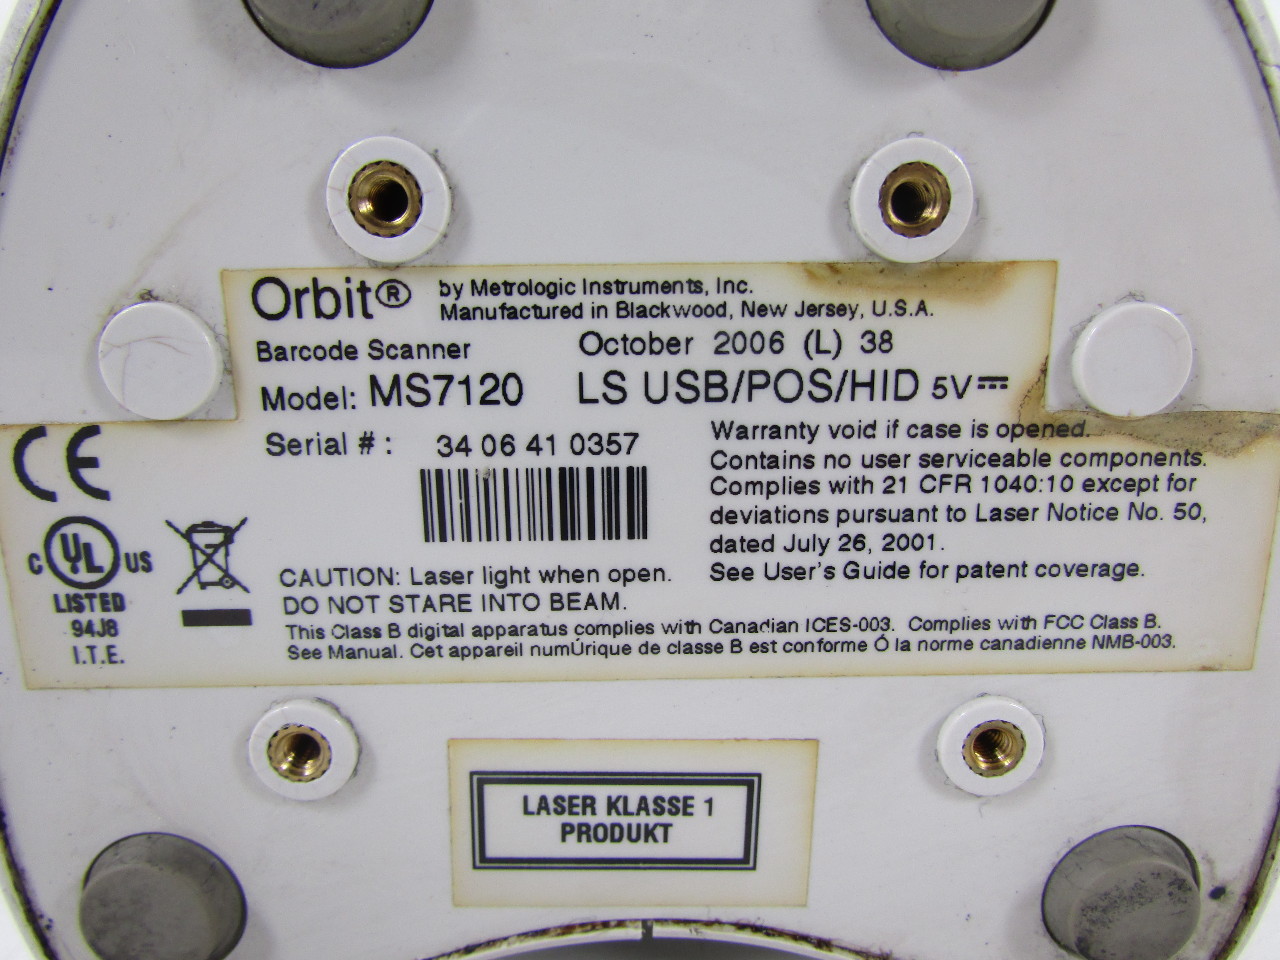 Orbit® by Metrologic Instruments, Inc.
Manufactured in Blackwood, New Jersey, U.S.A.
Barcode Scanner October 2006 (L) 38
Model: MS7120 LS USB/POS/HID 5V⎓
Serial # : 34 06 41 0357
Warranty void if case is opened.
Contains no user serviceable components.
Complies with 21 CFR 1040:10 except for
deviations pursuant to Laser Notice No. 50,
dated July 26, 2001.
See User's Guide for patent coverage.
CE
C UL US
LISTED
94J8
I.T.E.
CAUTION: Laser light when open.
DO NOT STARE INTO BEAM.
This Class B digital apparatus complies with Canadian ICES-003. Complies with FCC Class B.
See Manual. Cet appareil numÚrique de classe B est conforme Ó la norme canadienne NMB-003.
LASER KLASSE 1
PRODUKT